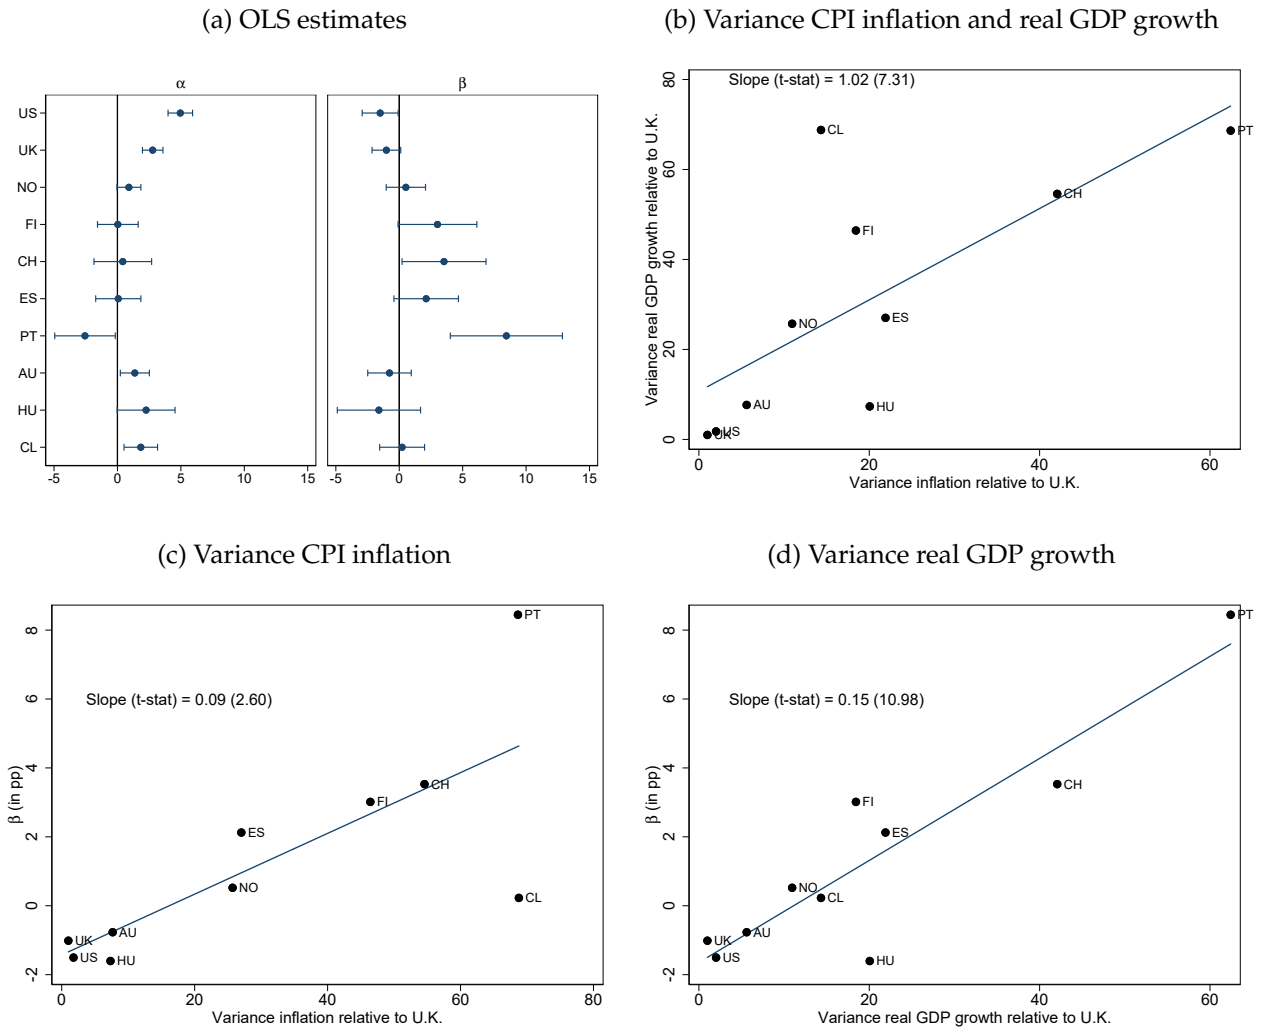 (a) OLS estimates
α
β
US
UK
NO
FI
CH
ES
PT
AU
HU
CL
-5 0 5 10 15
-5 0 5 10 15
(b) Variance CPI inflation and real GDP growth
Slope (t-stat) = 1.02 (7.31)
Variance real GDP growth relative to U.K.
80
60
40
20
0
CL
PT
CH
FI
NO
ES
AU
HU
US
UK
0 20 40 60
Variance inflation relative to U.K.
(c) Variance CPI inflation
β (in pp)
8
6
4
2
0
-2
Slope (t-stat) = 0.09 (2.60)
PT
CH
FI
ES
NO
CL
AU
UK
US
HU
0 20 40 60 80
Variance inflation relative to U.K.
(d) Variance real GDP growth
β (in pp)
8
6
4
2
0
-2
Slope (t-stat) = 0.15 (10.98)
PT
CH
FI
ES
NO
CL
AU
UK
US
HU
0 20 40 60
Variance real GDP growth relative to U.K.